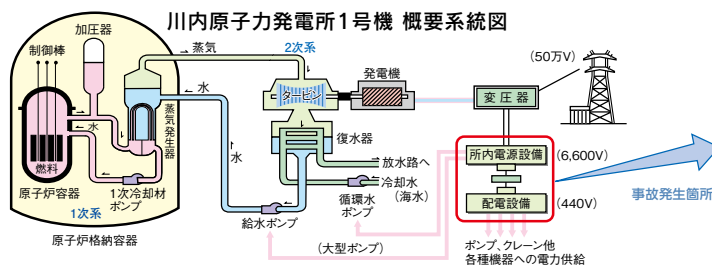 川内原子力発電所1号機 概要系統図
加圧器
制御棒
蒸気
2次系
水
蒸気発生器
水
燃料
原子炉容器
1次冷却材
ポンプ
1次系
原子炉格納容器
タービン
発電機
復水器
水
放水路へ
冷却水
(海水)
循環水
ポンプ
給水ポンプ
(大型ポンプ)
(50万V)
変圧器
所内電源設備
(6,600V)
配電設備
(440V)
事故発生箇所
ポンプ、クレーン他
各種機器への電力供給